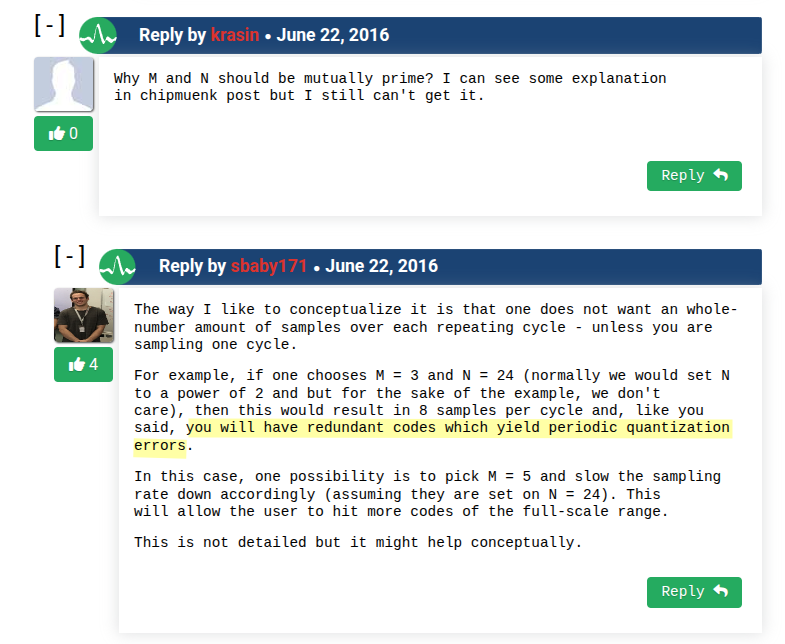 [-] Reply by krasin • June 22, 2016
Why M and N should be mutually prime? I can see some explanation
in chipmuenk post but I still can't get it.
0
Reply
[-] Reply by sbaby171 • June 22, 2016
The way I like to conceptualize it is that one does not want an whole-
number amount of samples over each repeating cycle - unless you are
sampling one cycle.
4
For example, if one chooses M = 3 and N = 24 (normally we would set N
to a power of 2 and but for the sake of the example, we don't
care), then this would result in 8 samples per cycle and, like you
said, you will have redundant codes which yield periodic quantization
errors.
In this case, one possibility is to pick M = 5 and slow the sampling
rate down accordingly (assuming they are set on N = 24). This
will allow the user to hit more codes of the full-scale range.
This is not detailed but it might help conceptually.
Reply